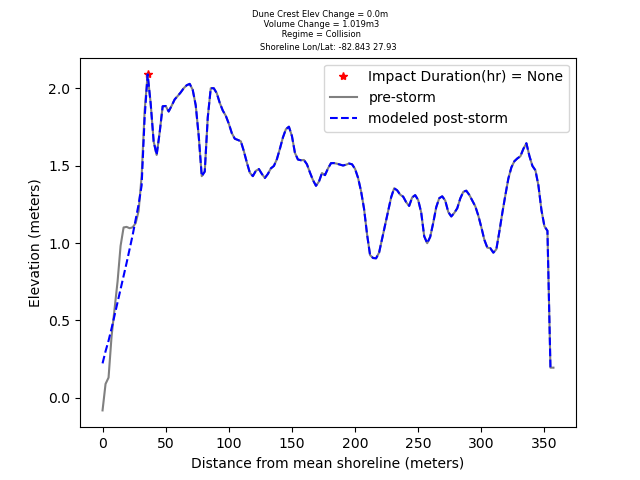 Dune Crest Elev Change = 0.0m
Volume Change = 1.019m3
Regime = Collision
Shoreline Lon/Lat: -82.843 27.93
Impact Duration(hr) = None
pre-storm
modeled post-storm
Elevation (meters)
2.0
1.5
1.0
0.5
0.0
0 50 100 150 200 250 300 350
Distance from mean shoreline (meters)